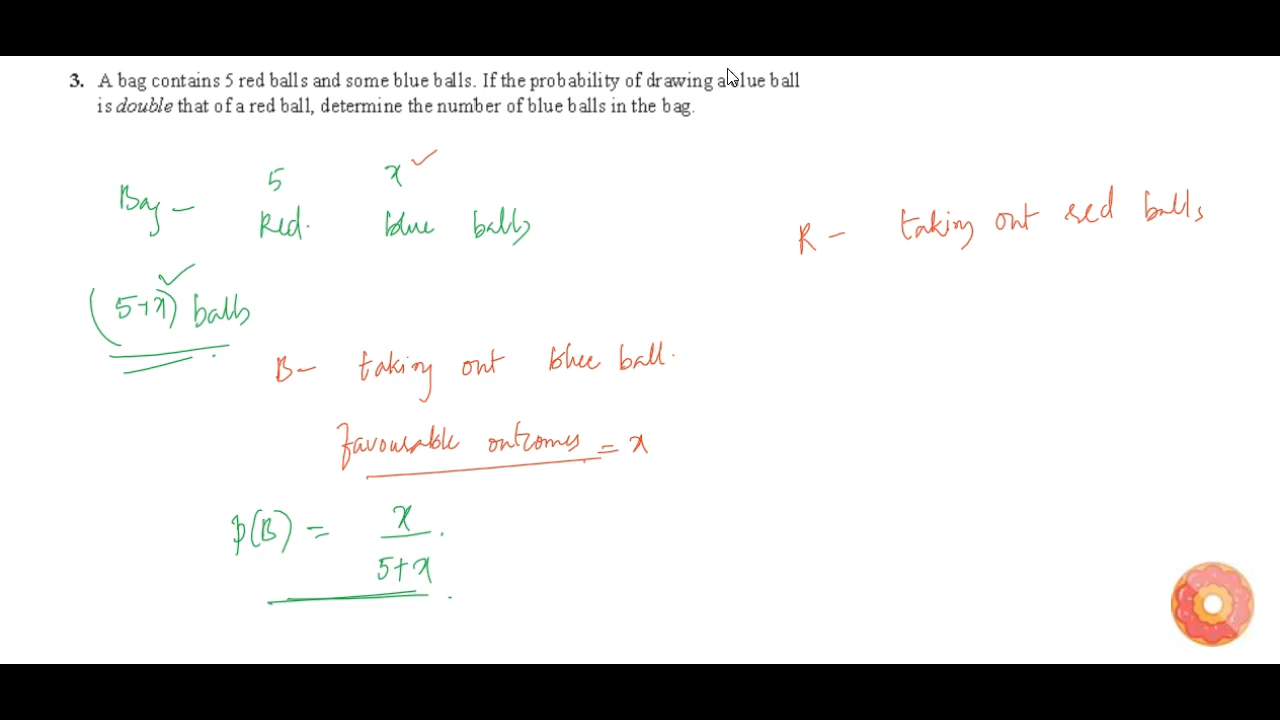 3. A bag contains 5 red balls and some blue balls. If the probability of drawing a blue ball
is double that of a red ball, determine the number of blue balls in the bag.
5 x ✓
Bag – Red. blue balls
R – taking out red balls
(5+x) balls
B – taking out blue ball.
favourable outcomes = x
P(B) = x
5+x